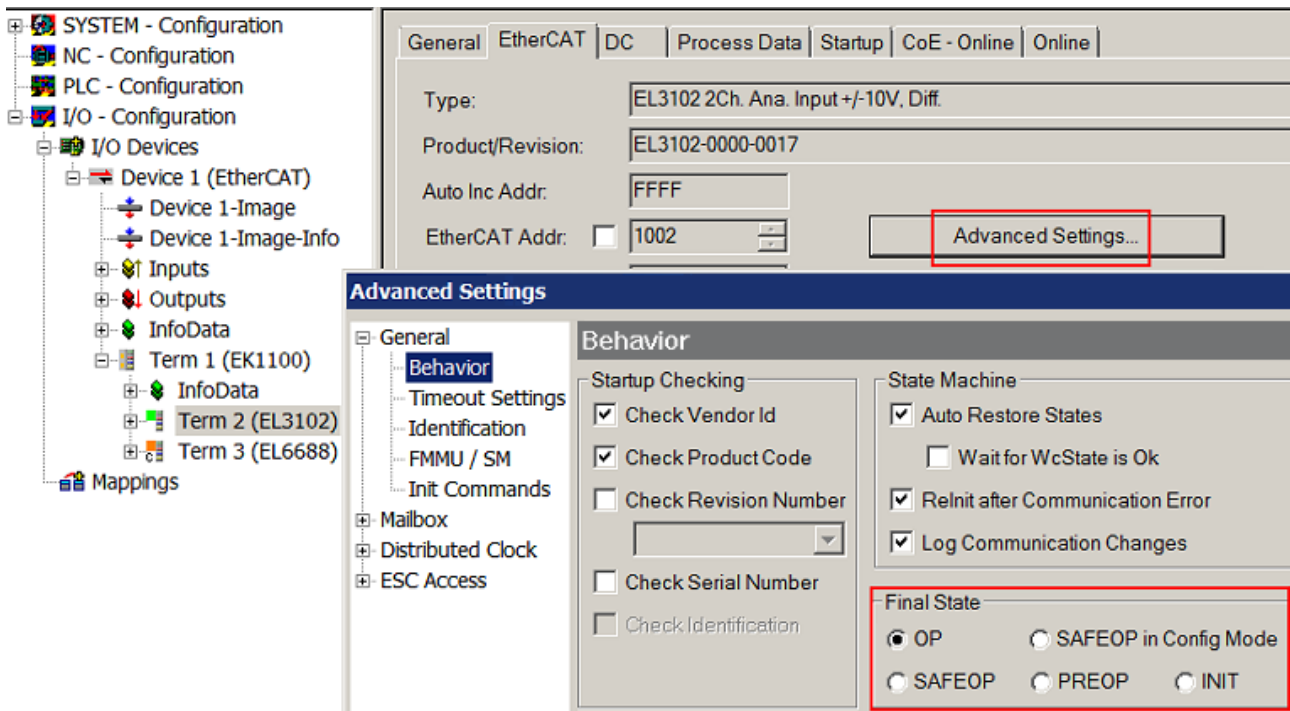 SYSTEM - Configuration
NC - Configuration
PLC - Configuration
I/O - Configuration
I/O Devices
Device 1 (EtherCAT)
Device 1-Image
Device 1-Image-Info
Inputs
Outputs
InfoData
Term 1 (EK1100)
InfoData
Term 2 (EL3102)
Term 3 (EL6688)
Mappings
General EtherCAT DC Process Data Startup CoE - Online Online
Type: EL3102 2Ch. Ana. Input +/-10V, Diff.
Product/Revision: EL3102-0000-0017
Auto Inc Addr: FFFF
EtherCAT Addr: 1002 Advanced Settings...
Advanced Settings
General
Behavior
Timeout Settings
Identification
FMMU / SM
Init Commands
Mailbox
Distributed Clock
ESC Access
Behavior
Startup Checking
Check Vendor Id
Check Product Code
Check Revision Number
Check Serial Number
Check Identification
State Machine
Auto Restore States
Wait for WcState is Ok
ReInit after Communication Error
Log Communication Changes
Final State
OP SAFEOP in Config Mode
SAFEOP PREOP INIT